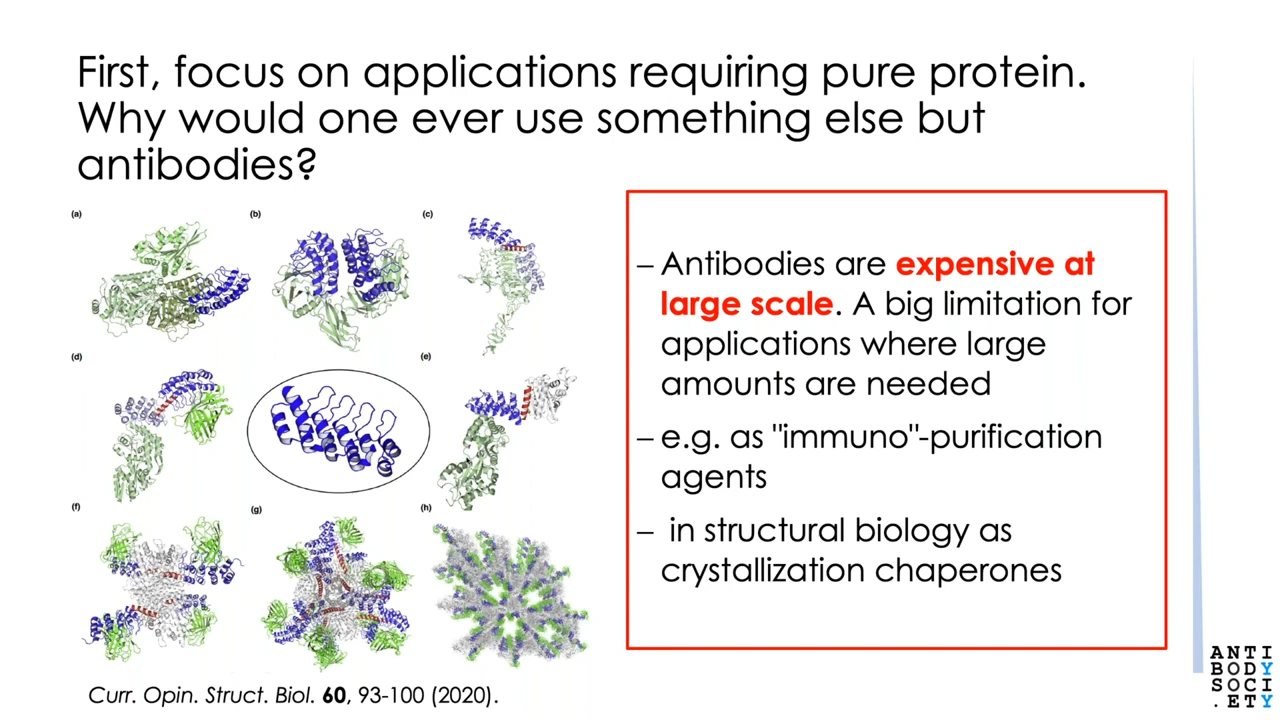 First, focus on applications requiring pure protein.
Why would one ever use something else but
antibodies?
(a)
(b)
(c)
(d)
(e)
(f)
(g)
(h)
Curr. Opin. Struct. Biol. 60, 93-100 (2020).
– Antibodies are expensive at
large scale. A big limitation for
applications where large
amounts are needed
– e.g. as "immuno"-purification
agents
– in structural biology as
crystallization chaperones
ANTI
BODY
SOCI
.ETY